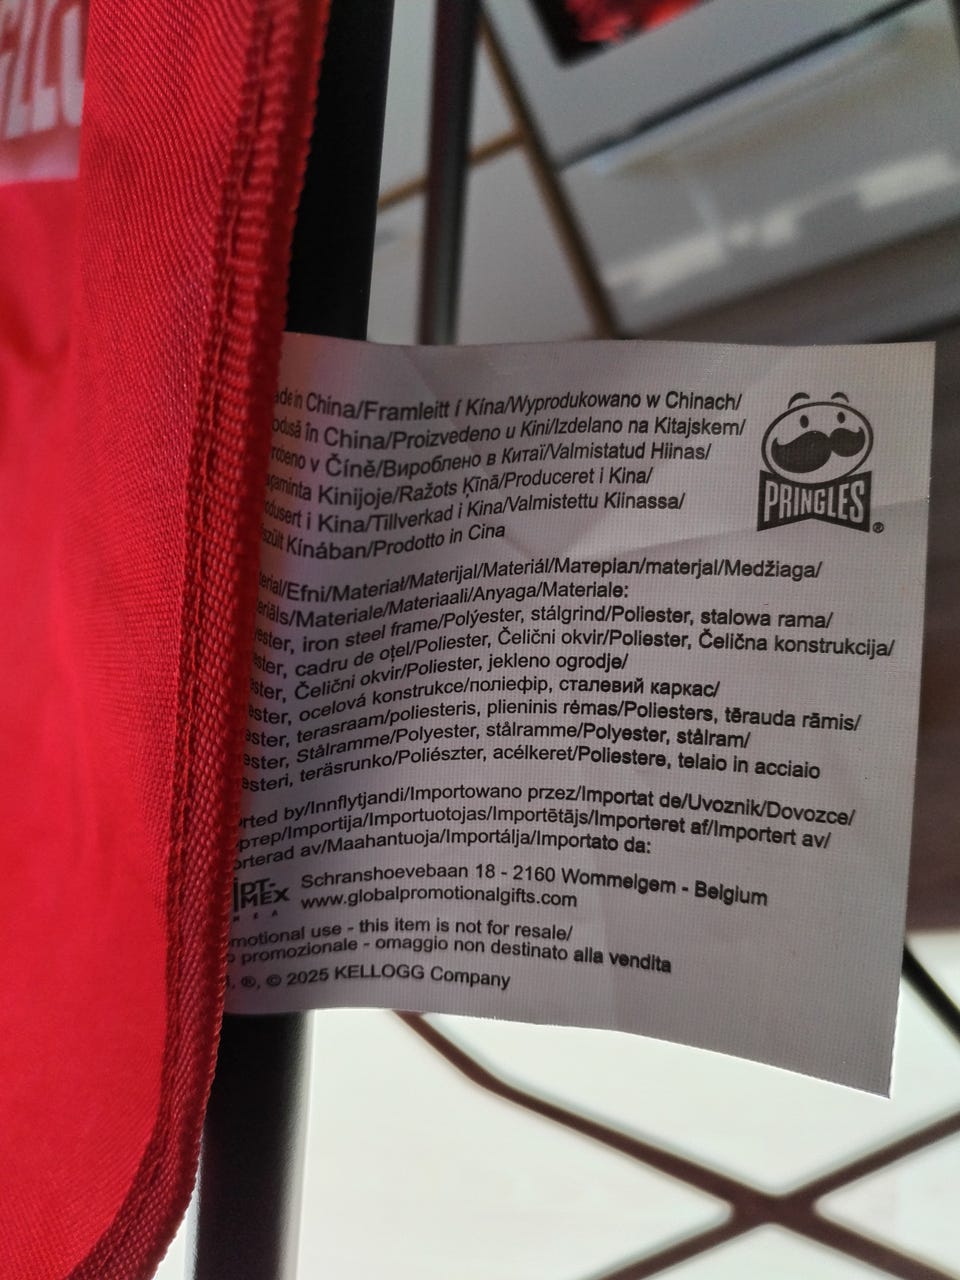 China/Framleitt í Kína/Wyprodukowano w Chinach/
în China/Proizvedeno u Kini/Izdelano na Kitajskem/
v Číně/Вироблено в Китаї/Valmistatud Hiinas/
Kinijoje/Ražots Ķīnā/Produceret i Kina/
i Kina/Tillverkad i Kina/Valmistettu Kiinassa/
Kínában/Prodotto in Cina
PRINGLES®
/Efni/Materiał/Materijal/Materiál/Матеріал/materjal/Medžiaga/
/Materiale/Materiaali/Anyaga/Materiale:
iron steel frame/Polýester, stálgrind/Poliester, stalowa rama/
cadru de oțel/Poliester, Čelični okvir/Poliester, Čelična konstrukcija/
Čelični okvir/Poliester, jekleno ogrodje/
ocelová konstrukce/поліефір, сталевий каркас/
terasraam/poliesteris, plieninis rėmas/Poliesters, tērauda rāmis/
Stålramme/Polyester, stålramme/Polyester, stålram/
teräsrunko/Poliészter, acélkeret/Poliestere, telaio in acciaio
by/Innflytjandi/Importowano przez/Importat de/Uvoznik/Dovozce/
/Importija/Importuotojas/Importētājs/Importeret af/Importert av/
av/Maahantuoja/Importálja/Importato da:
Schranshoevebaan 18 - 2160 Wommelgem - Belgium
www.globalpromotionalgifts.com
use - this item is not for resale/
promozionale - omaggio non destinato alla vendita
®, © 2025 KELLOGG Company